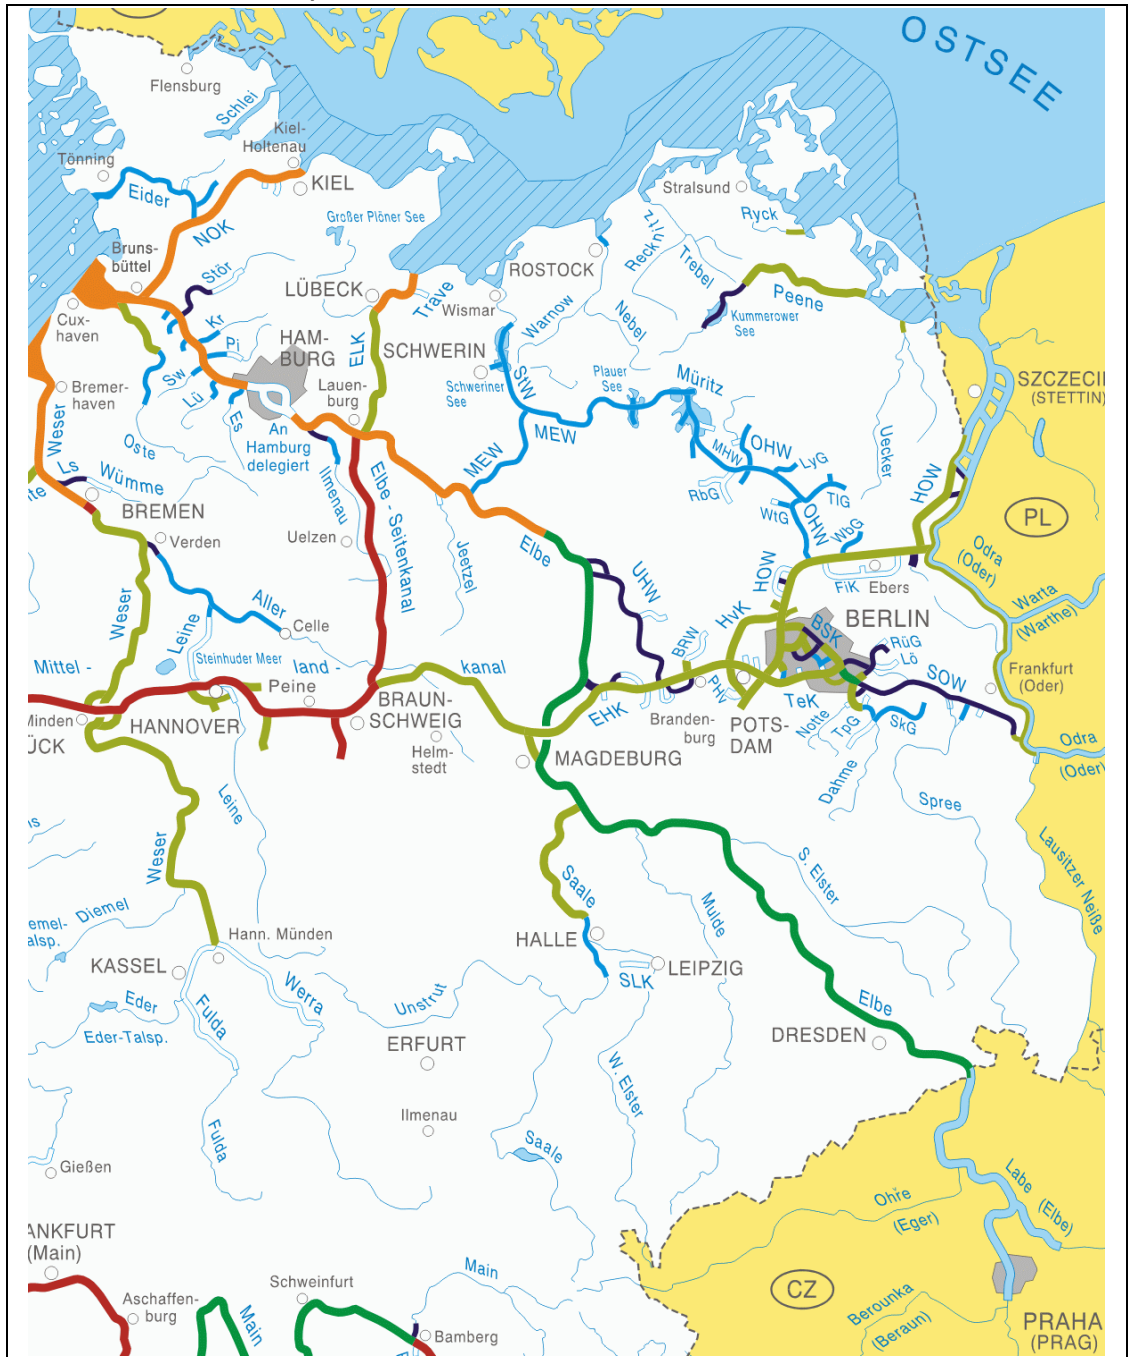 OSTSEE
Flensburg
Schlei
Kiel-
Holtenau
Tönning
KIEL
Eider
Stralsund
Großer Plöner See
Ryck
NOK
Recknitz
Bruns-
büttel
Trebel
ROSTOCK
Stör
LÜBECK
Trave
Wismar
Peene
Warnow
Kummerower
See
Nebel
Cux-
haven
Kr
Pi
HAM-
BURG
ELK
SCHWERIN
Sw
Lü
Es
Bremer-
haven
Lauen-
burg
Schweriner
See
StW
Plauer
See
Müritz
SZCZECI
(STETTIN)
Weser
Oste
An
Hamburg
delegiert
MEW
MEW
MHW
OHW
LyG
Uecker
HOW
Ls
Wümme
Ilmenau
Elbe - Seitenkanal
RbG
TlG
WtG
OHW
WbG
PL
BREMEN
Verden
Uelzen
Jeetzel
Elbe
Odra
(Oder)
HOW
FiK
Ebers
Warta
(Warthe)
UHW
Weser
Leine
Aller
Celle
HvK
BSK
BERLIN
BRW
RüG
Lö
Steinhuder Meer
Mittel -
land -
kanal
Frankfurt
(Oder)
SOW
Peine
BRAUN-
SCHWEIG
PHv
TeK
EHK
Minden
HANNOVER
Branden-
burg
POTS-
DAM
Notte
TpG
SkG
ÜCK
Helm-
stedt
MAGDEBURG
Odra
(Oder)
Dahme
Leine
Spree
Weser
S. Elster
Lausitzer Neiße
Saale
Mulde
Diemel
emel-
alsp.
Hann. Münden
HALLE
KASSEL
LEIPZIG
SLK
Eder
Werra
Unstrut
Fulda
Elbe
Eder-Talsp.
DRESDEN
ERFURT
W. Elster
Ilmenau
Fulda
Saale
Gießen
Labe
(Elbe)
Ohre
(Eger)
ANKFURT
(Main)
Main
Schweinfurt
CZ
Aschaffen-
burg
Main
Berounka
(Beraun)
PRAHA
(PRAG)
Bamberg